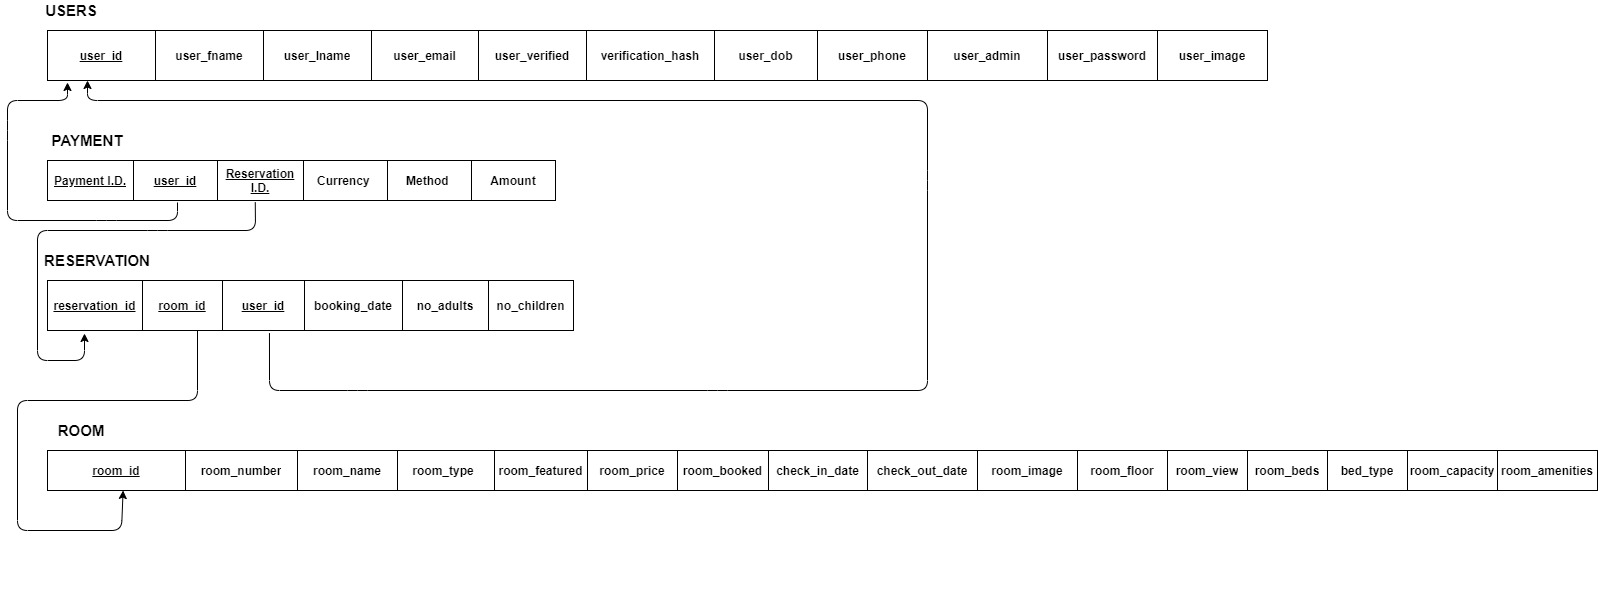 USERS
user_id user_fname user_lname user_email user_verified verification_hash user_dob user_phone user_admin user_password user_image
PAYMENT
Payment I.D. user_id Reservation I.D. Currency Method Amount
RESERVATION
reservation_id room_id user_id booking_date no_adults no_children
ROOM
room_id room_number room_name room_type room_featured room_price room_booked check_in_date check_out_date room_image room_floor room_view room_beds bed_type room_capacity room_amenities